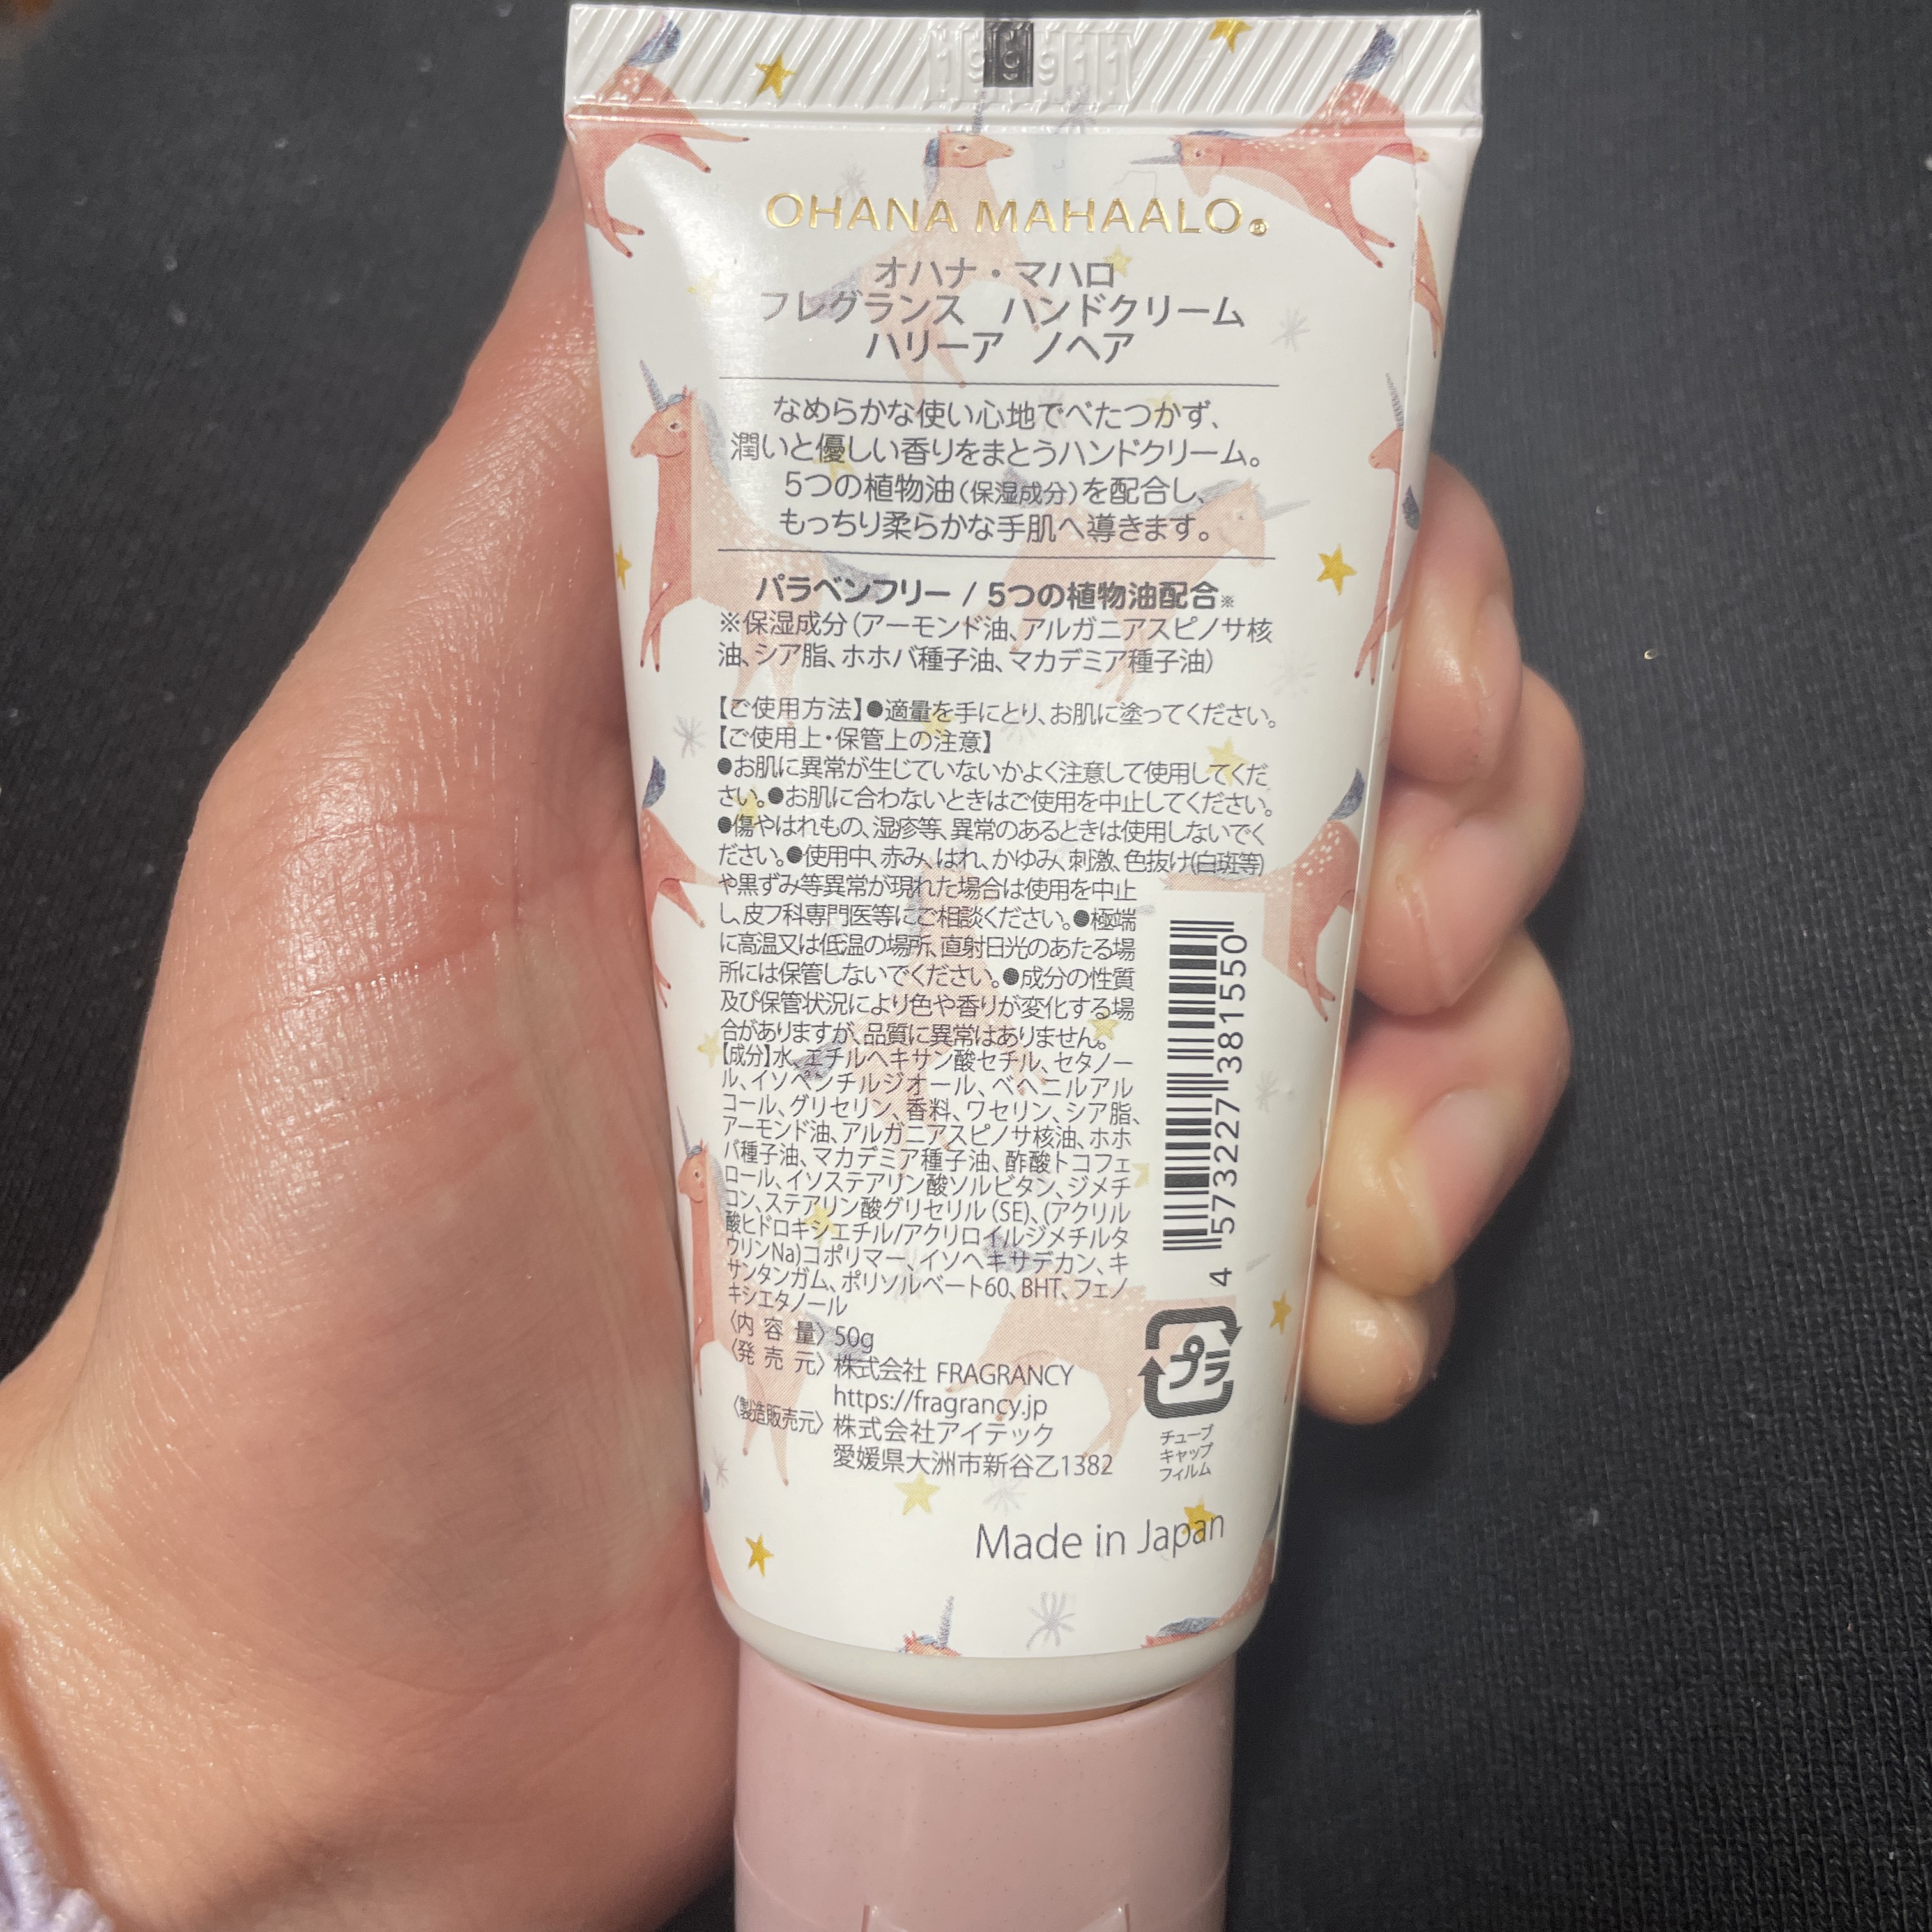 OHANA MAHAALO®
オハナ・マハロ
フレグランス ハンドクリーム
ハリーア ノヘア
なめらかな使い心地でべたつかず、
潤いと優しい香りをまとうハンドクリーム。
5つの植物油(保湿成分)を配合し、
もっちり柔らかな手肌へ導きます。
パラベンフリー / 5つの植物油配合※
※保湿成分(アーモンド油、アルガニアスピノサ核
油、シア脂、ホホバ種子油、マカデミア種子油)
【ご使用方法】●適量を手にとり、お肌に塗ってください。
【ご使用上・保管上の注意】
●お肌に異常が生じていないかよく注意して使用してくだ
さい。●お肌に合わないときはご使用を中止してください。
●傷やはれもの、湿疹等、異常のあるときは使用しないでく
ださい。●使用中、赤み、はれ、かゆみ、刺激、色抜け(白斑等)
や黒ずみ等異常が現れた場合は使用を中止
し、皮フ科専門医等にご相談ください。●極端
に高温又は低温の場所、直射日光のあたる場
所には保管しないでください。●成分の性質
及び保管状況により色や香りが変化する場
合がありますが、品質に異常はありません。
【成分】水、エチルヘキサン酸セチル、セタノー
ル、イソペンチルジオール、ベヘニルアル
コール、グリセリン、香料、ワセリン、シア脂、
アーモンド油、アルガニアスピノサ核油、ホホ
バ種子油、マカデミア種子油、酢酸トコフェ
ロール、イソステアリン酸ソルビタン、ジメチ
コン、ステアリン酸グリセリル(SE)、(アクリル
酸ヒドロキシエチル/アクリロイルジメチルタ
ウリンNa)コポリマー、イソヘキサデカン、キ
サンタンガム、ポリソルベート60、BHT、フェノ
キシエタノール
〈内容量〉50g
〈発売元〉株式会社 FRAGRANCY
https://fragrancy.jp
〈製造販売元〉株式会社アイテック
愛媛県大洲市新谷乙1382
4 573227 381550
プラ
チューブ
キャップ
フィルム
Made in Japan